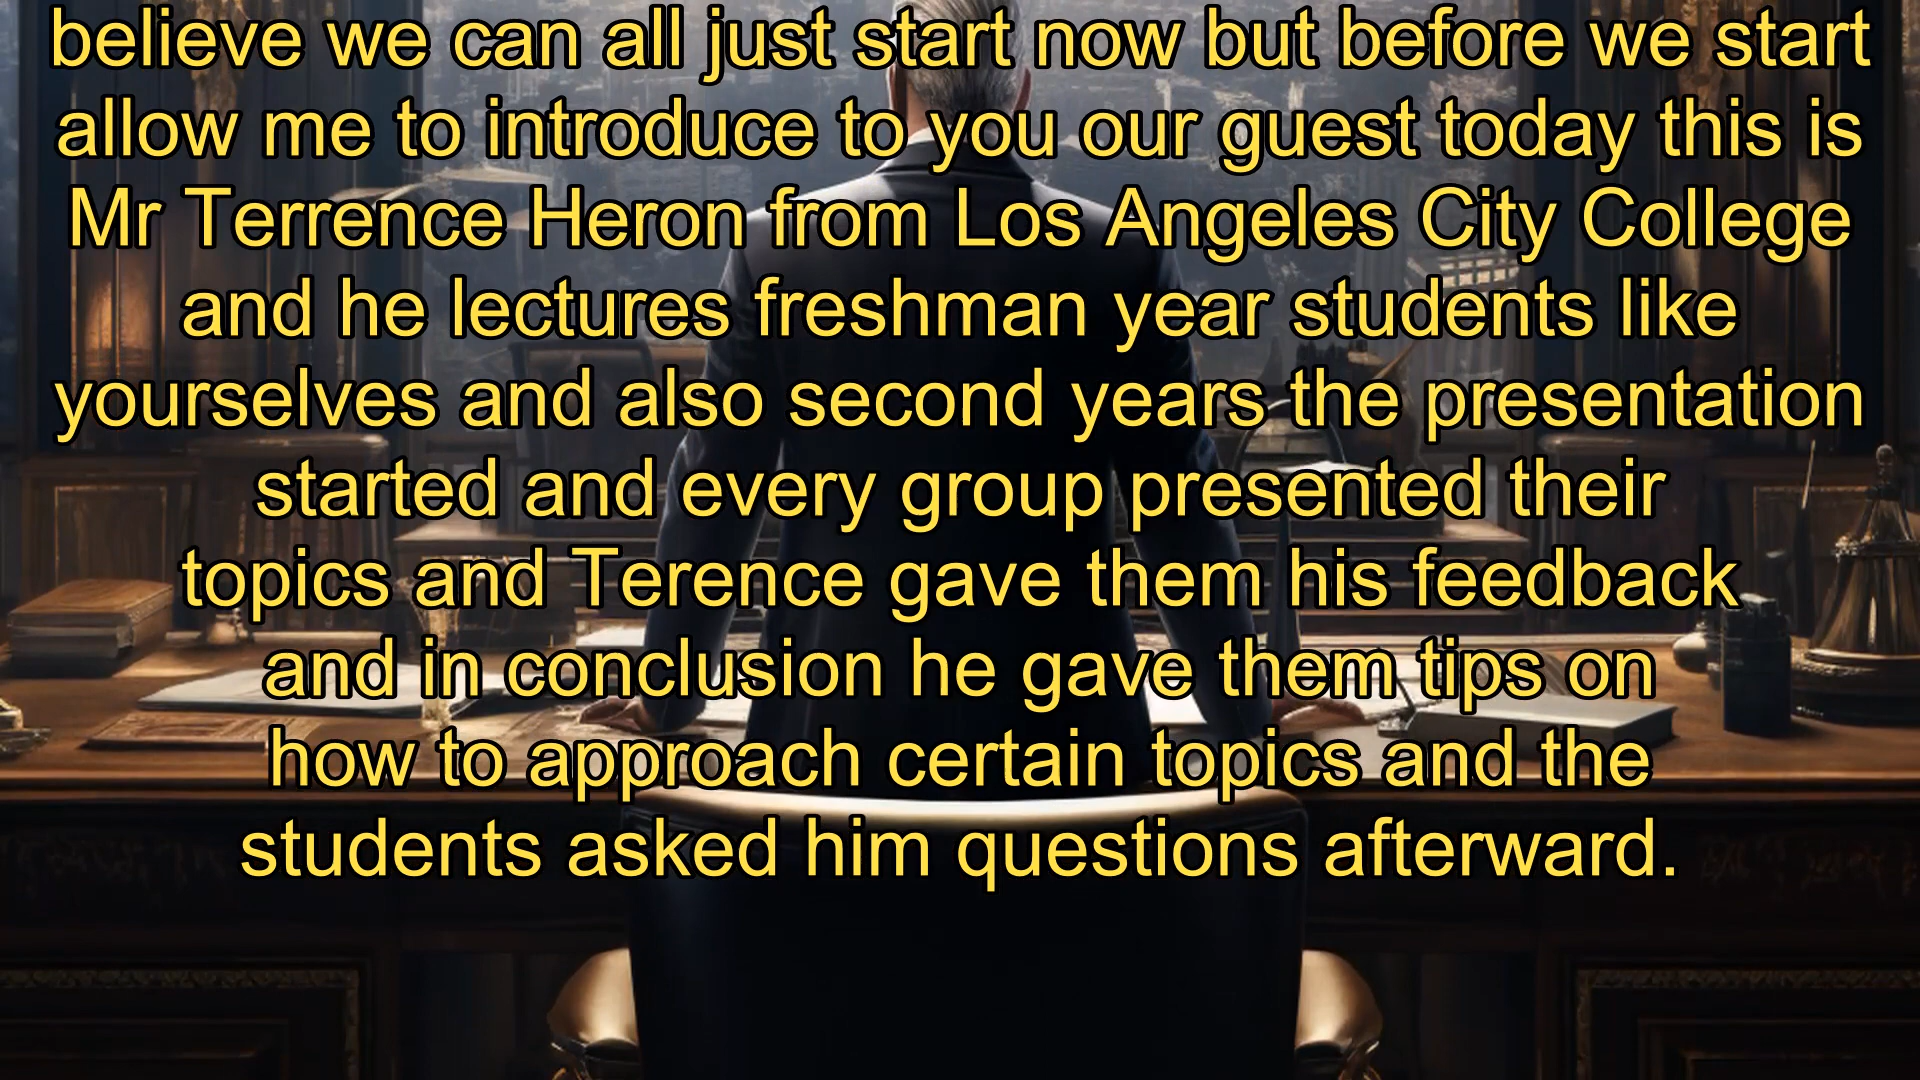 believe we can all just start now but before we start
allow me to introduce to you our guest today this is
Mr Terrence Heron from Los Angeles City College
and he lectures freshman year students like
yourselves and also second years the presentation
started and every group presented their
topics and Terence gave them his feedback
and in conclusion he gave them tips on
how to approach certain topics and the
students asked him questions afterward.